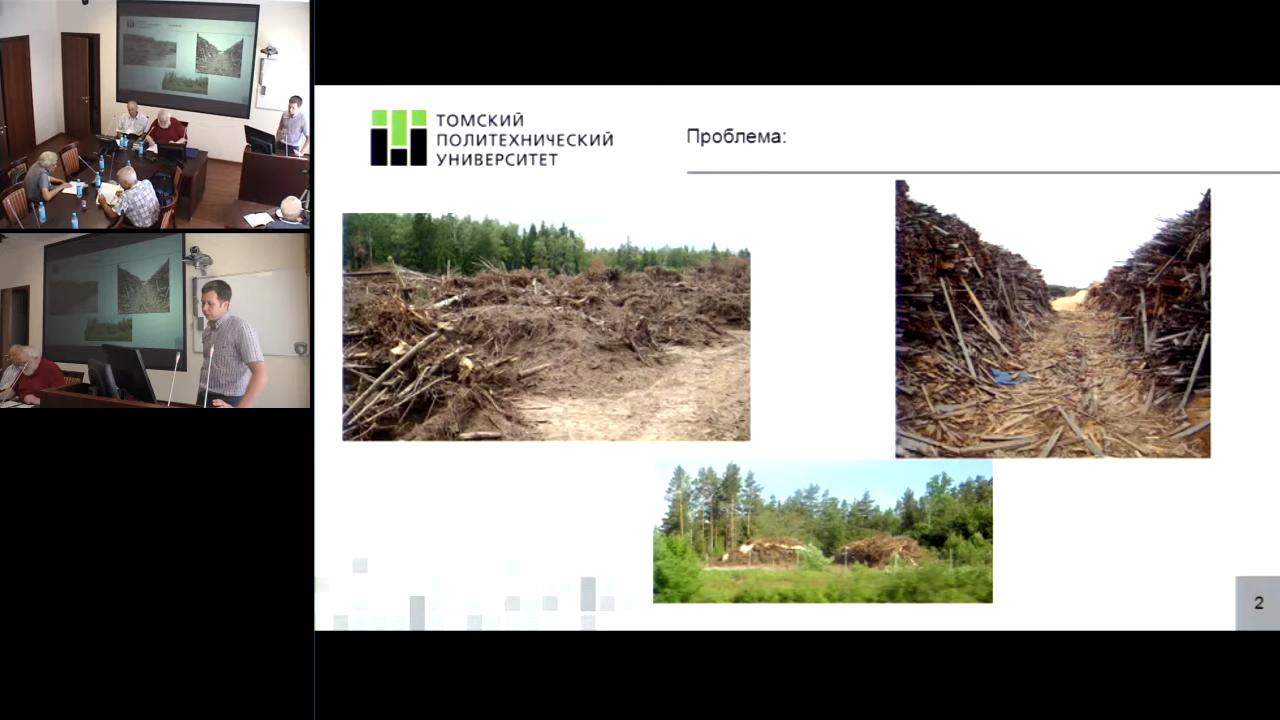 ТОМСКИЙ
ПОЛИТЕХНИЧЕСКИЙ
УНИВЕРСИТЕТ
Проблема:
2